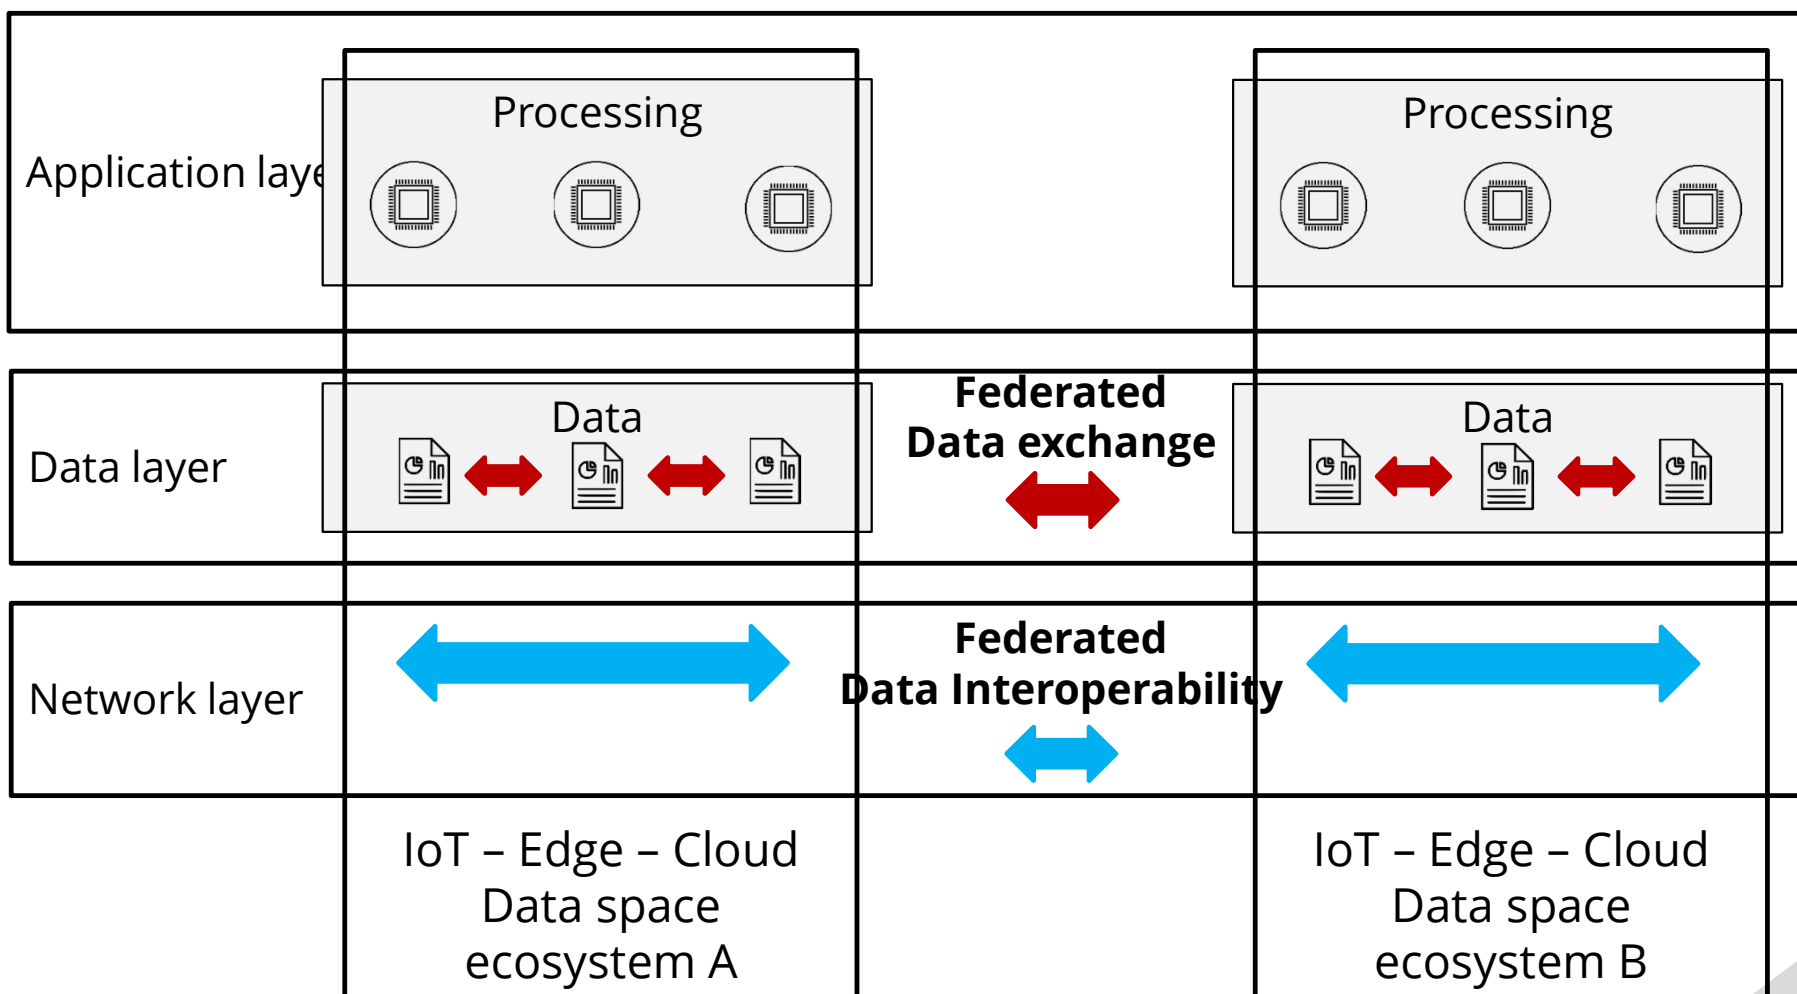 Processing
Processing
Application laye
Federated
Data exchange
Data
Data
Data layer
Federated
Data Interoperability
Network layer
IoT – Edge – Cloud
Data space
ecosystem A
IoT – Edge – Cloud
Data space
ecosystem B